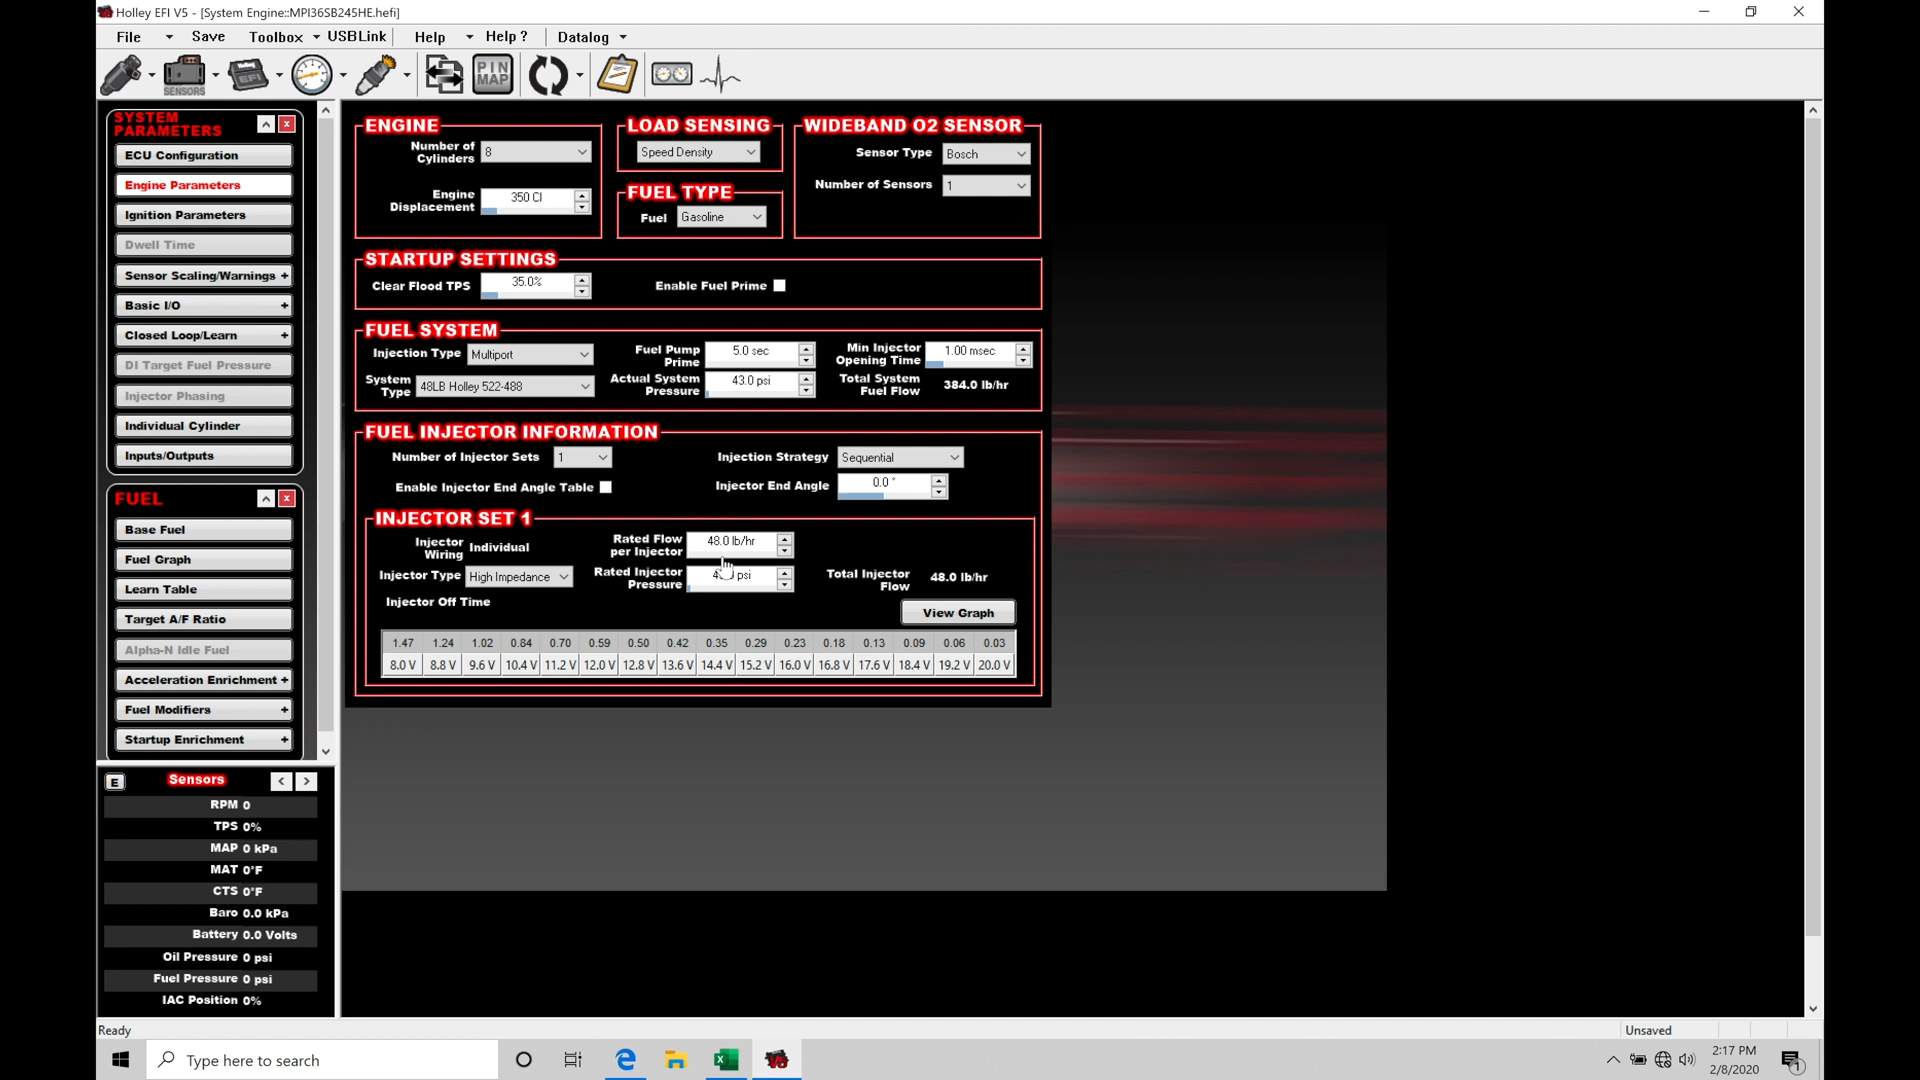 Holley EFI V5 - [System Engine::MPI36SB245HE.hefi]
File Save Toolbox USBLink Help Help ? Datalog
SENSORS EFI PIN MAP
SYSTEM PARAMETERS
ECU Configuration
Engine Parameters
Ignition Parameters
Dwell Time
Sensor Scaling/Warnings +
Basic I/O +
Closed Loop/Learn +
DI Target Fuel Pressure
Injector Phasing
Individual Cylinder
Inputs/Outputs
FUEL
Base Fuel
Fuel Graph
Learn Table
Target A/F Ratio
Alpha-N Idle Fuel
Acceleration Enrichment +
Fuel Modifiers +
Startup Enrichment +
E Sensors < >
RPM 0
TPS 0%
MAP 0 kPa
MAT 0°F
CTS 0°F
Baro 0.0 kPa
Battery 0.0 Volts
Oil Pressure 0 psi
Fuel Pressure 0 psi
IAC Position 0%
ENGINE
Number of Cylinders 8
Engine Displacement 350 CI
LOAD SENSING
Speed Density
FUEL TYPE
Fuel Gasoline
WIDEBAND O2 SENSOR
Sensor Type Bosch
Number of Sensors 1
STARTUP SETTINGS
Clear Flood TPS 35.0% Enable Fuel Prime
FUEL SYSTEM
Injection Type Multiport Fuel Pump Prime 5.0 sec Min Injector Opening Time 1.00 msec
System Type 48LB Holley 522-488 Actual System Pressure 43.0 psi Total System Fuel Flow 384.0 lb/hr
FUEL INJECTOR INFORMATION
Number of Injector Sets 1 Injection Strategy Sequential
Enable Injector End Angle Table Injector End Angle 0.0 °
INJECTOR SET 1
Injector Wiring Individual Rated Flow per Injector 48.0 lb/hr
Injector Type High Impedance Rated Injector Pressure psi Total Injector Flow 48.0 lb/hr
Injector Off Time
View Graph
1.47 1.24 1.02 0.84 0.70 0.59 0.50 0.42 0.35 0.29 0.23 0.18 0.13 0.09 0.06 0.03
8.0 V 8.8 V 9.6 V 10.4 V 11.2 V 12.0 V 12.8 V 13.6 V 14.4 V 15.2 V 16.0 V 16.8 V 17.6 V 18.4 V 19.2 V 20.0 V
Ready Unsaved
Type here to search
2:17 PM
2/8/2020
1